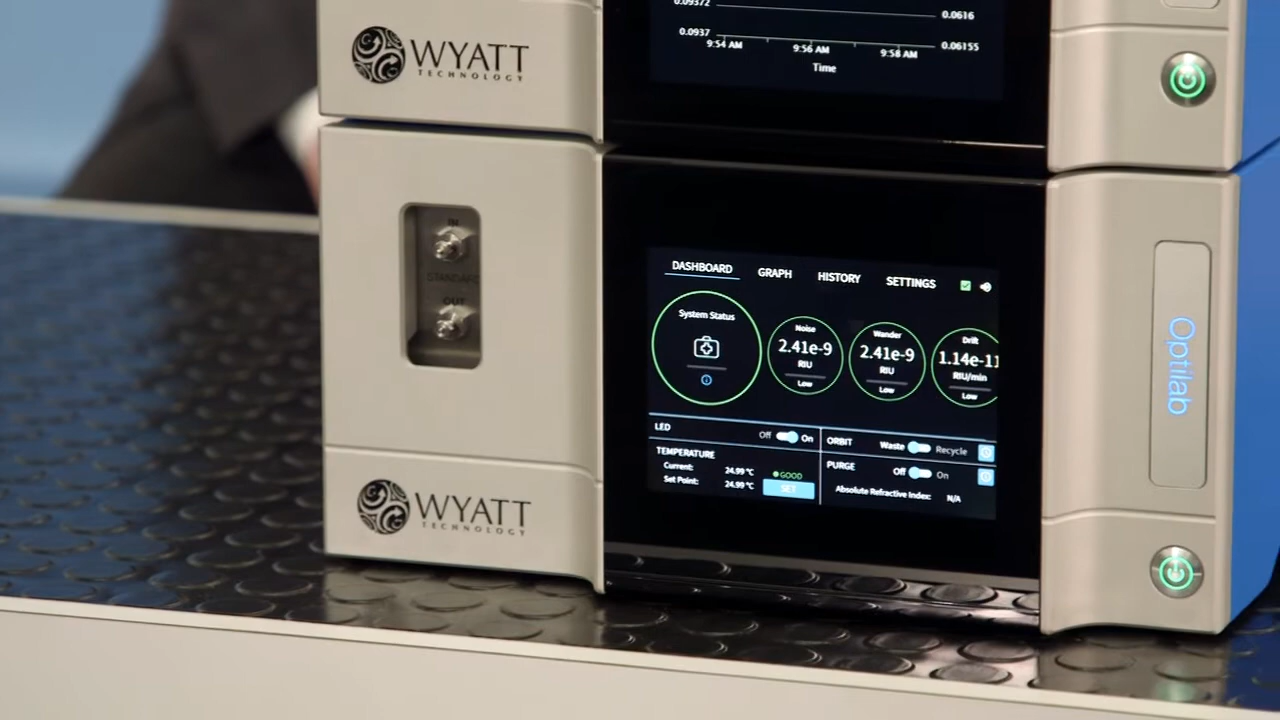 0.09372
0.0616
0.0937
0.06155
9:54 AM
9:56 AM
9:58 AM
Time
WYATT
TECHNOLOGY
IN
STANDARD
OUT
DASHBOARD
GRAPH
HISTORY
SETTINGS
System Status
Noise
2.41e-9
RIU
Low
Wander
2.41e-9
RIU
Low
Drift
1.14e-11
RIU/min
Low
LED
Off
On
TEMPERATURE
Current:
24.99 °C
Set Point:
24.99 °C
GOOD
SET
ORBIT
Waste
Recycle
PURGE
Off
On
Absolute Refractive Index:
N/A
Optilab
WYATT
TECHNOLOGY